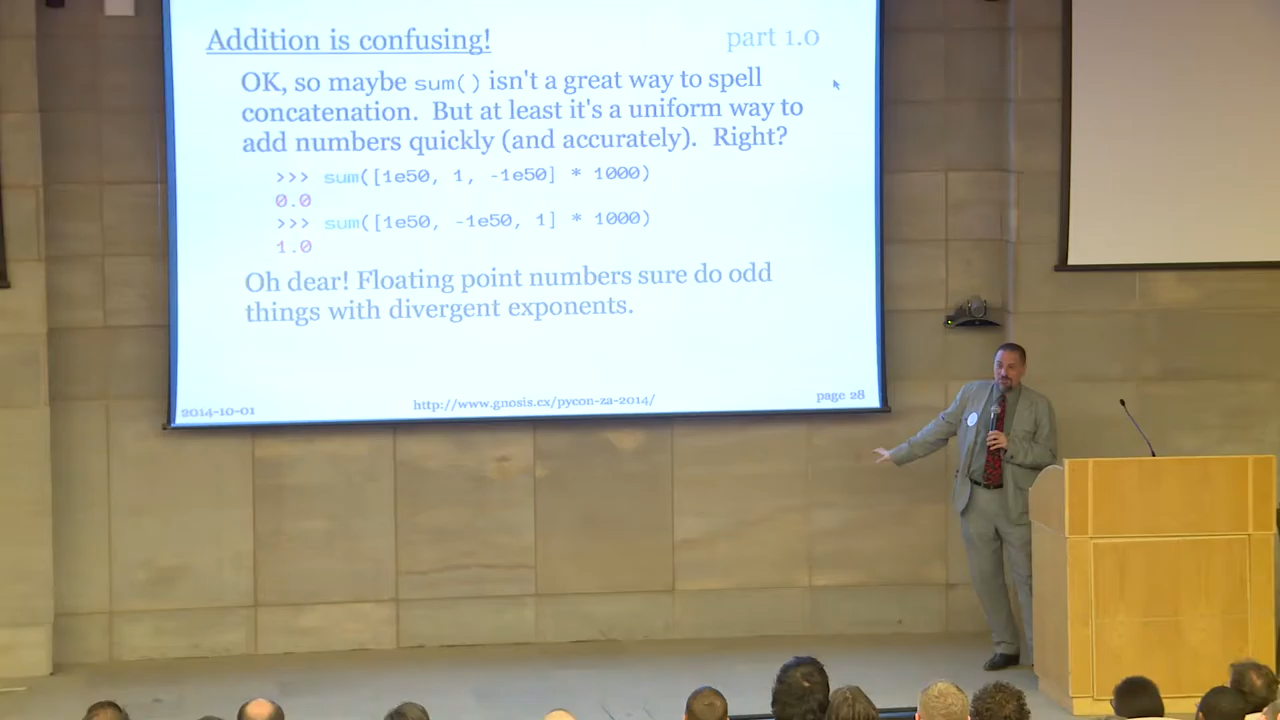 Addition is confusing! part 1.0
OK, so maybe sum() isn't a great way to spell
concatenation. But at least it's a uniform way to
add numbers quickly (and accurately). Right?
>>> sum([1e50, 1, -1e50] * 1000)
0.0
>>> sum([1e50, -1e50, 1] * 1000)
1.0
Oh dear! Floating point numbers sure do odd
things with divergent exponents.
2014-10-01 http://www.gnosis.cx/pycon-za-2014/ page 28